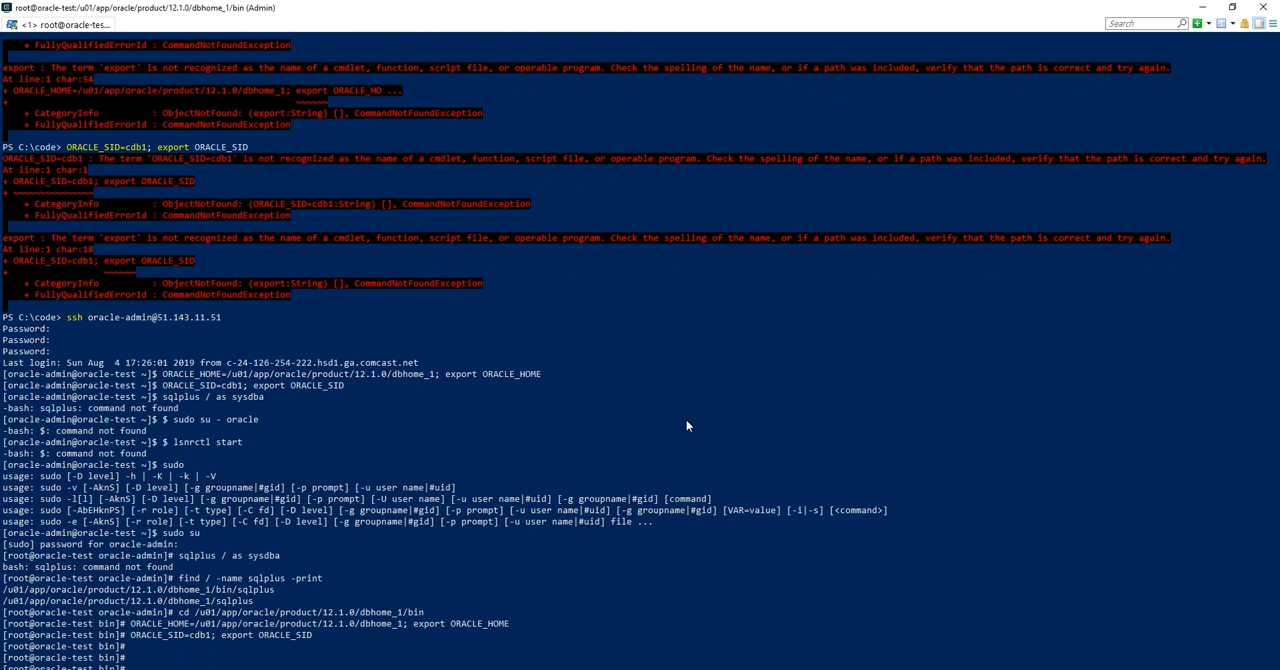 root@oracle-test:/u01/app/oracle/product/12.1.0/dbhome_1/bin (Admin)
<1> root@oracle-tes...
Search
+ FullyQualifiedErrorId : CommandNotFoundException
export : The term 'export' is not recognized as the name of a cmdlet, function, script file, or operable program. Check the spelling of the name, or if a path was included, verify that the path is correct and try again.
At line:1 char:54
+ ORACLE_HOME=/u01/app/oracle/product/12.1.0/dbhome_1; export ORACLE_HO ...
+ ~~~~~~
+ CategoryInfo : ObjectNotFound: (export:String) [], CommandNotFoundException
+ FullyQualifiedErrorId : CommandNotFoundException
PS C:\code> ORACLE_SID=cdb1; export ORACLE_SID
ORACLE_SID=cdb1 : The term 'ORACLE_SID=cdb1' is not recognized as the name of a cmdlet, function, script file, or operable program. Check the spelling of the name, or if a path was included, verify that the path is correct and try again.
At line:1 char:1
+ ORACLE_SID=cdb1; export ORACLE_SID
+ ~~~~~~~~~~~~~~~
+ CategoryInfo : ObjectNotFound: (ORACLE_SID=cdb1:String) [], CommandNotFoundException
+ FullyQualifiedErrorId : CommandNotFoundException
export : The term 'export' is not recognized as the name of a cmdlet, function, script file, or operable program. Check the spelling of the name, or if a path was included, verify that the path is correct and try again.
At line:1 char:18
+ ORACLE_SID=cdb1; export ORACLE_SID
+ ~~~~~~
+ CategoryInfo : ObjectNotFound: (export:String) [], CommandNotFoundException
+ FullyQualifiedErrorId : CommandNotFoundException
PS C:\code> ssh oracle-admin@51.143.11.51
Password:
Password:
Password:
Last login: Sun Aug  4 17:26:01 2019 from c-24-126-254-222.hsd1.ga.comcast.net
[oracle-admin@oracle-test ~]$ ORACLE_HOME=/u01/app/oracle/product/12.1.0/dbhome_1; export ORACLE_HOME
[oracle-admin@oracle-test ~]$ ORACLE_SID=cdb1; export ORACLE_SID
[oracle-admin@oracle-test ~]$ sqlplus / as sysdba
-bash: sqlplus: command not found
[oracle-admin@oracle-test ~]$ $ sudo su - oracle
-bash: $: command not found
[oracle-admin@oracle-test ~]$ $ lsnrctl start
-bash: $: command not found
[oracle-admin@oracle-test ~]$ sudo
usage: sudo [-D level] -h | -K | -k | -V
usage: sudo -v [-AknS] [-D level] [-g groupname|#gid] [-p prompt] [-u user name|#uid]
usage: sudo -l[l] [-AknS] [-D level] [-g groupname|#gid] [-p prompt] [-U user name] [-u user name|#uid] [-g groupname|#gid] [command]
usage: sudo [-AbEHknPS] [-r role] [-t type] [-C fd] [-D level] [-g groupname|#gid] [-p prompt] [-u user name|#uid] [-g groupname|#gid] [VAR=value] [-i|-s] [<command>]
usage: sudo -e [-AknS] [-r role] [-t type] [-C fd] [-D level] [-g groupname|#gid] [-p prompt] [-u user name|#uid] file ...
[oracle-admin@oracle-test ~]$ sudo su
[sudo] password for oracle-admin:
[root@oracle-test oracle-admin]# sqlplus / as sysdba
bash: sqlplus: command not found
[root@oracle-test oracle-admin]# find / -name sqlplus -print
/u01/app/oracle/product/12.1.0/dbhome_1/bin/sqlplus
/u01/app/oracle/product/12.1.0/dbhome_1/sqlplus
[root@oracle-test oracle-admin]# cd /u01/app/oracle/product/12.1.0/dbhome_1/bin
[root@oracle-test bin]# ORACLE_HOME=/u01/app/oracle/product/12.1.0/dbhome_1; export ORACLE_HOME
[root@oracle-test bin]# ORACLE_SID=cdb1; export ORACLE_SID
[root@oracle-test bin]#
[root@oracle-test bin]#
[root@oracle-test bin]#